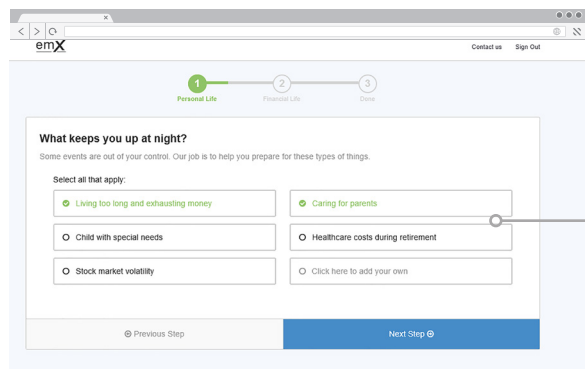 emX
Contact us Sign Out
1 2 3
Personal Life Financial Life Done
What keeps you up at night?
Some events are out of your control. Our job is to help you prepare for these types of things.
Select all that apply:
Living too long and exhausting money Caring for parents
Child with special needs Healthcare costs during retirement
Stock market volatility Click here to add your own
Previous Step Next Step